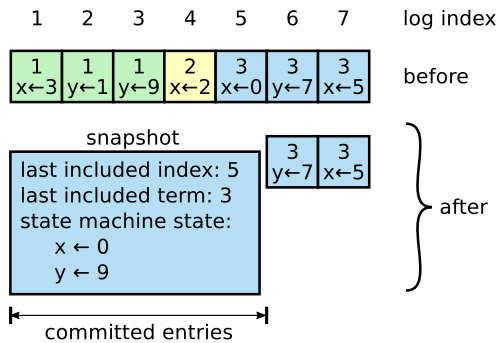 1 2 3 4 5 6 7 log index
1 1 1 2 3 3 3
x←3 y←1 y←9 x←2 x←0 y←7 x←5 before
snapshot
last included index: 5
last included term: 3
state machine state:
x ← 0
y ← 9
3 3
y←7 x←5
after
committed entries